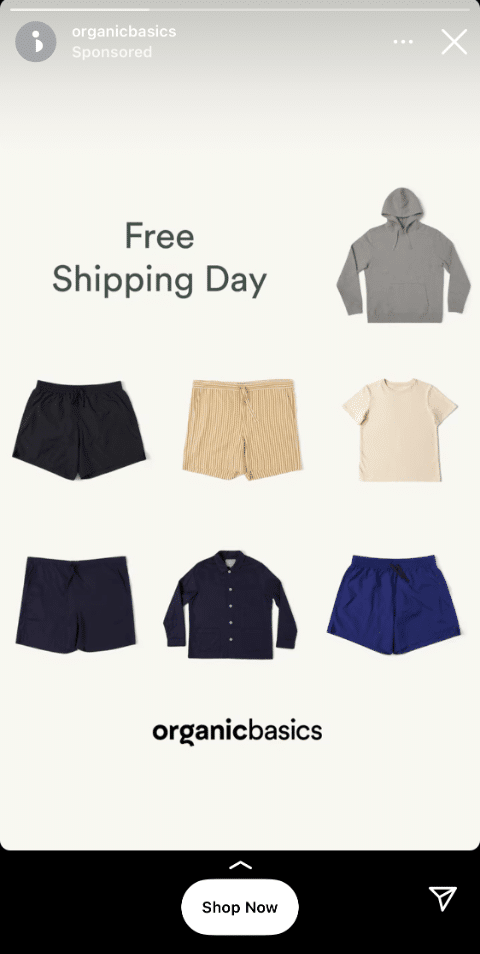 organicbasics
Sponsored
Free
Shipping Day
organicbasics
Shop Now